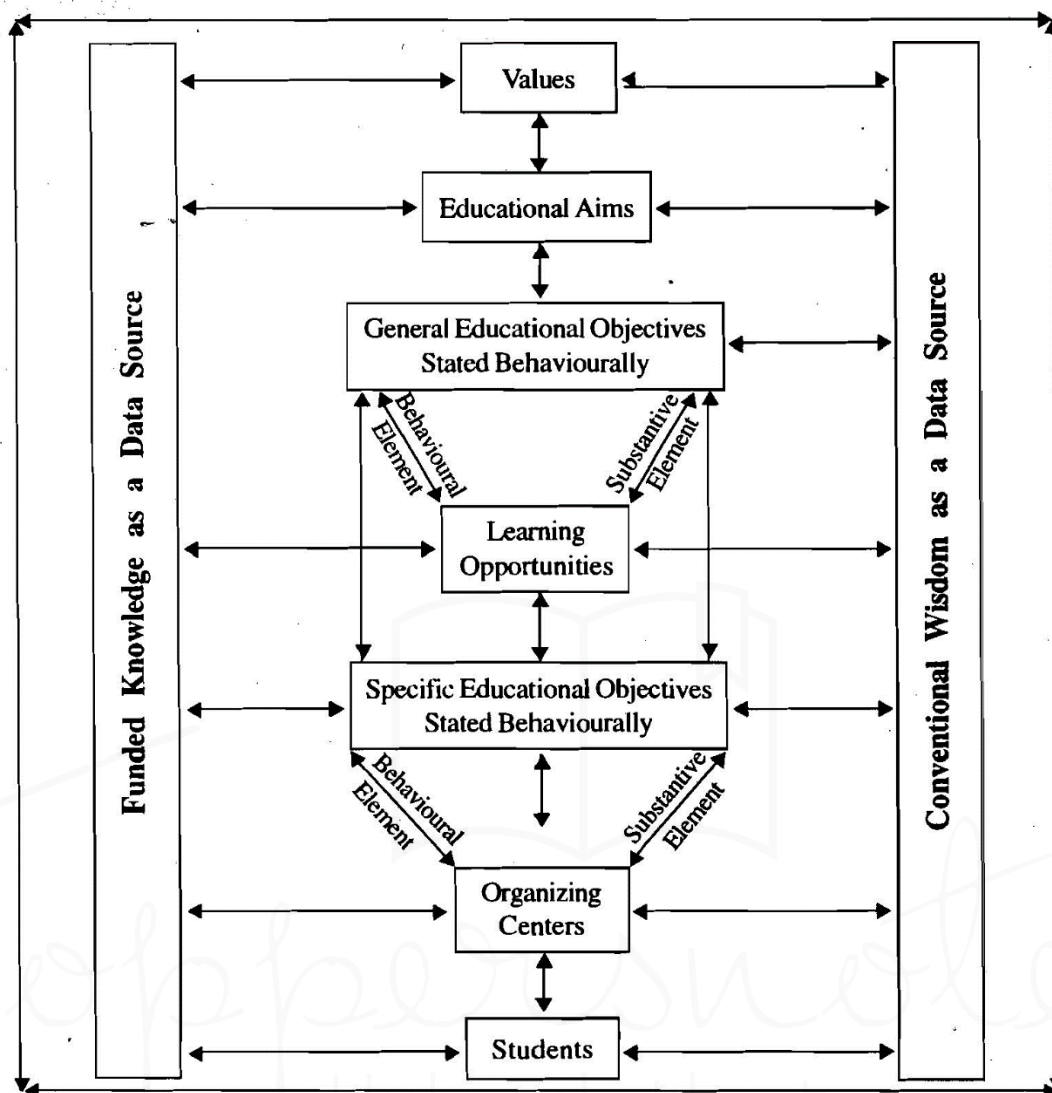 Values
Educational Aims
General Educational Objectives
Stated Behaviourally
Behavioural
Element
Substantive
Element
Learning
Opportunities
Specific Educational Objectives
Stated Behaviourally
Behavioural
Element
Substantive
Element
Organizing
Centers
Students
Funded Knowledge as a Data Source
Conventional Wisdom as a Data Source